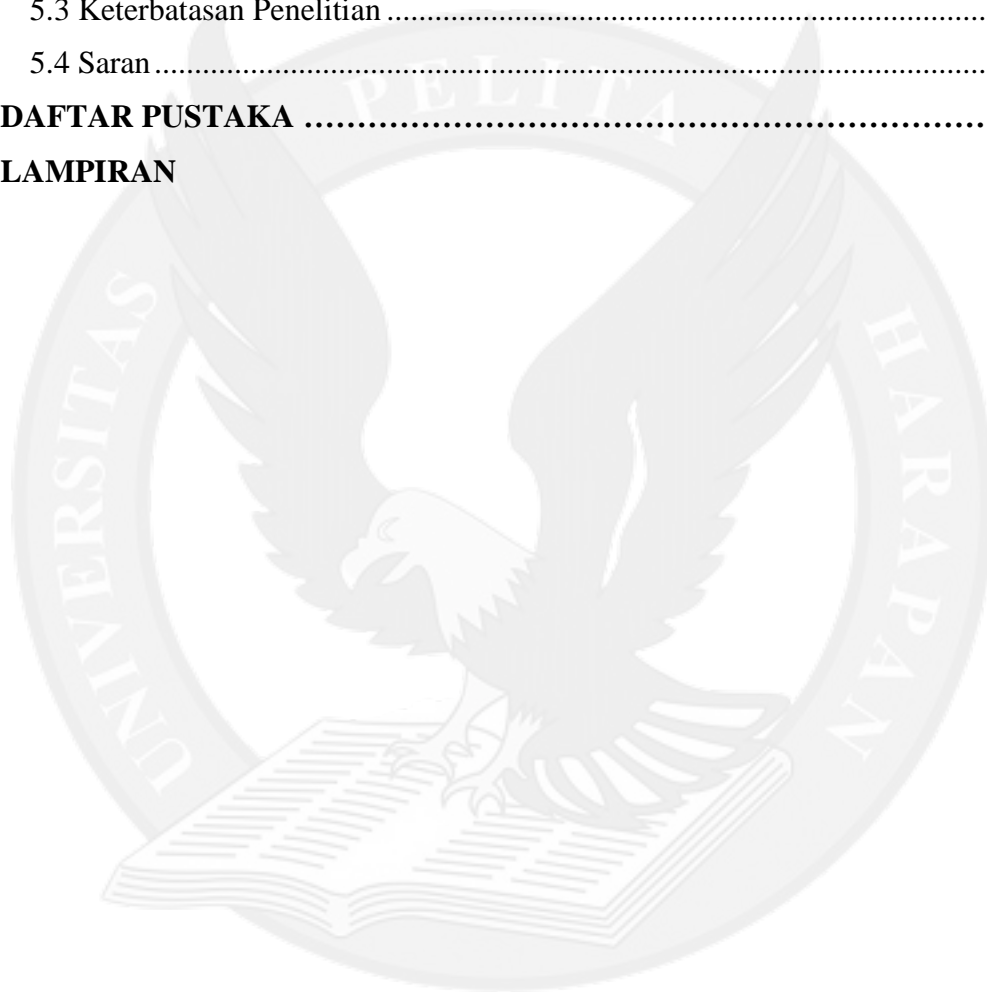 5.3 Keterbatasan Penelitian ................................................................................
5.4 Saran .........................................................................................................
DAFTAR PUSTAKA ……………………………………………………………
LAMPIRAN
UNIVERSITAS PELITA HARAPAN